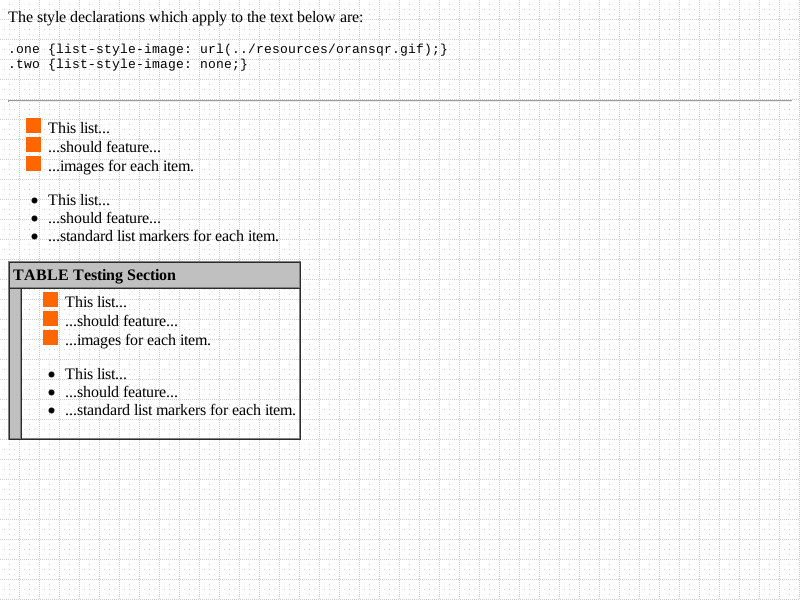 The style declarations which apply to the text below are:
.one {list-style-image: url(../resources/oransqr.gif);}
.two {list-style-image: none;}
This list...
...should feature...
...images for each item.
This list...
...should feature...
...standard list markers for each item.
TABLE Testing Section
This list...
...should feature...
...images for each item.
This list...
...should feature...
...standard list markers for each item.